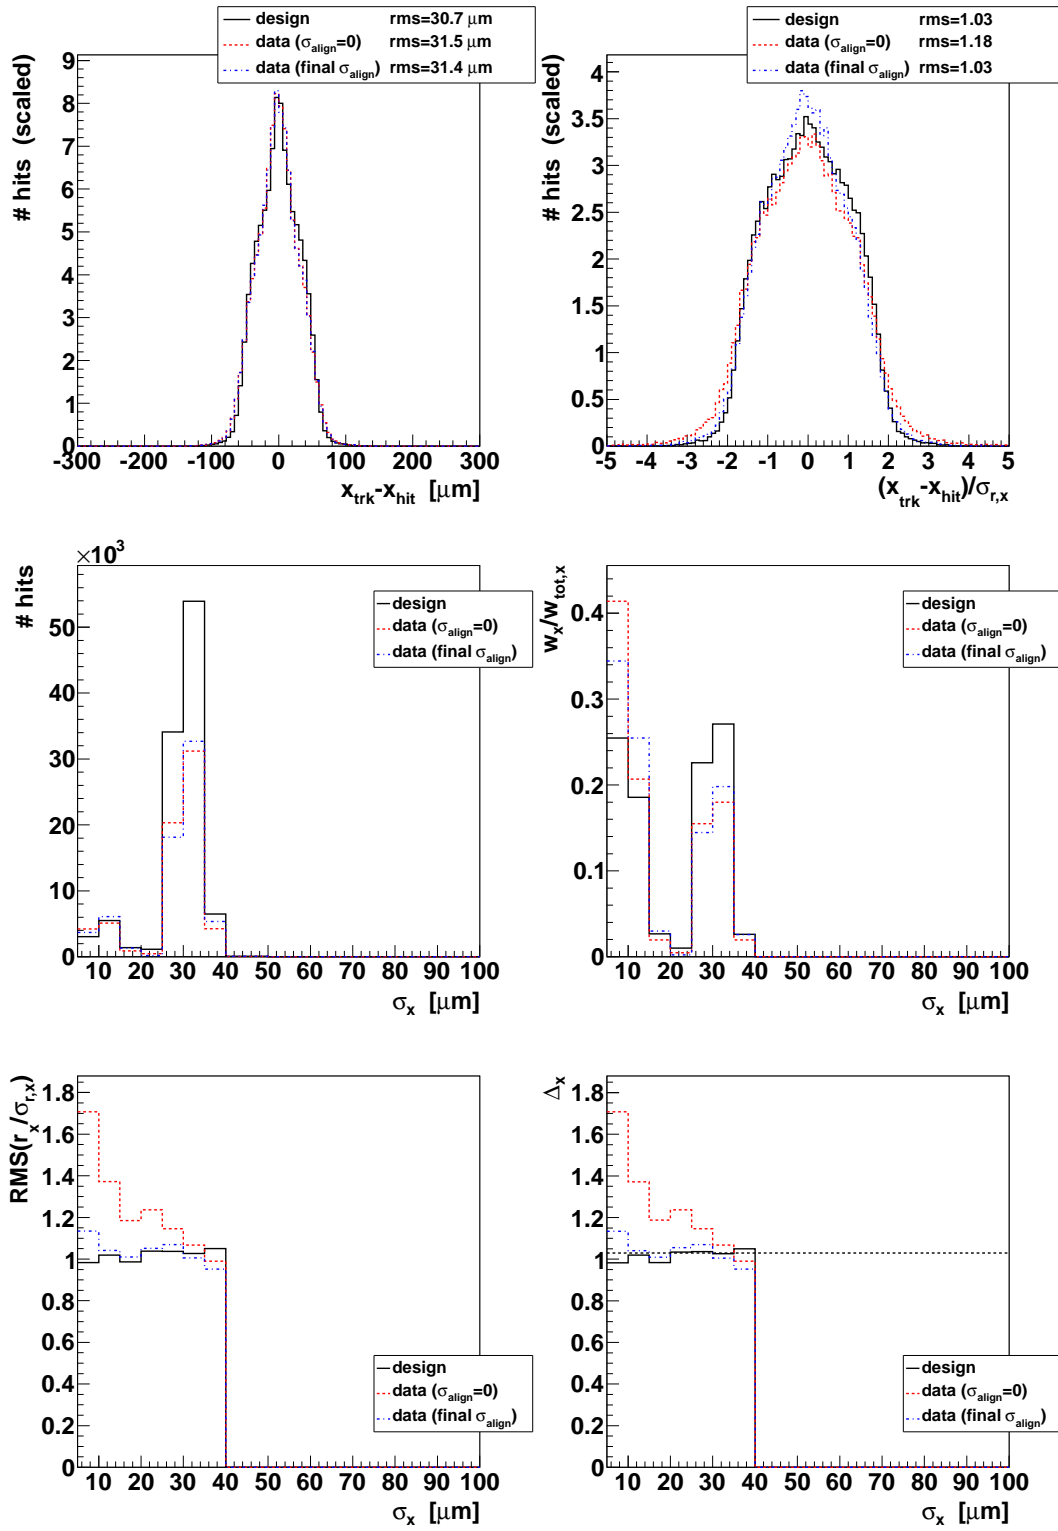 design rms=30.7 μm
data (σalign=0) rms=31.5 μm
data (final σalign) rms=31.4 μm
# hits (scaled)
9
8
7
6
5
4
3
2
1
0
-300 -200 -100 0 100 200 300
xtrk-xhit [μm]
design rms=1.03
data (σalign=0) rms=1.18
data (final σalign) rms=1.03
# hits (scaled)
4
3.5
3
2.5
2
1.5
1
0.5
0
-5 -4 -3 -2 -1 0 1 2 3 4 5
(xtrk-xhit)/σr,x
×10³
# hits
50
40
30
20
10
0
design
data (σalign=0)
data (final σalign)
10 20 30 40 50 60 70 80 90 100
σx [μm]
wx/wtot,x
0.4
0.3
0.2
0.1
0
design
data (σalign=0)
data (final σalign)
10 20 30 40 50 60 70 80 90 100
σx [μm]
RMS(rx/σr,x)
1.8
1.6
1.4
1.2
1
0.8
0.6
0.4
0.2
0
design
data (σalign=0)
data (final σalign)
10 20 30 40 50 60 70 80 90 100
σx [μm]
Δx
1.8
1.6
1.4
1.2
1
0.8
0.6
0.4
0.2
0
design
data (σalign=0)
data (final σalign)
10 20 30 40 50 60 70 80 90 100
σx [μm]